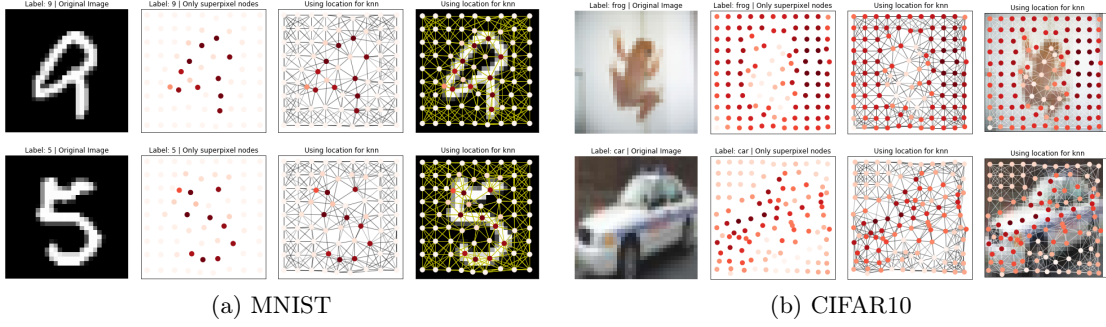 Label: 9 | Original Image
Label: 9 | Only superpixel nodes
Using location for knn
Using location for knn
Label: frog | Original Image
Label: frog | Only superpixel nodes
Using location for knn
Using location for knn
Label: 5 | Original Image
Label: 5 | Only superpixel nodes
Using location for knn
Using location for knn
Label: car | Original Image
Label: car | Only superpixel nodes
Using location for knn
Using location for knn
(a) MNIST
(b) CIFAR10